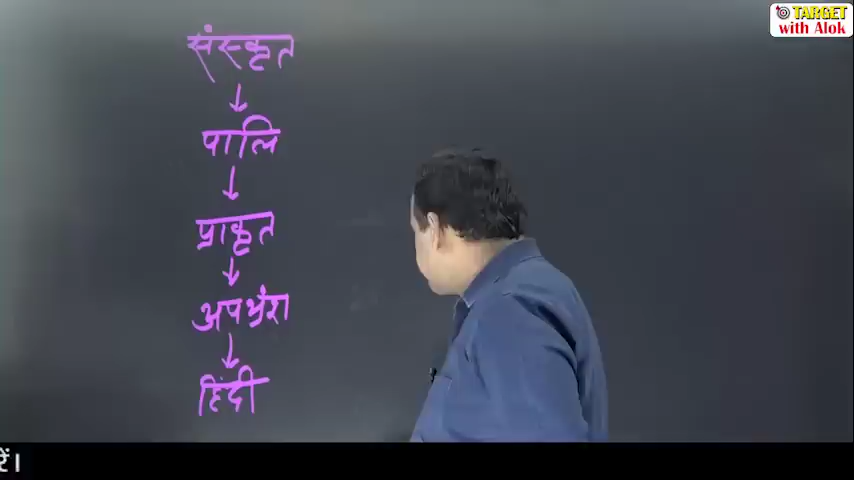 TARGET
with Alok
संस्कृत
↓
पालि
↓
प्राकृत
↓
अपभ्रंश
↓
हिंदी
रें।